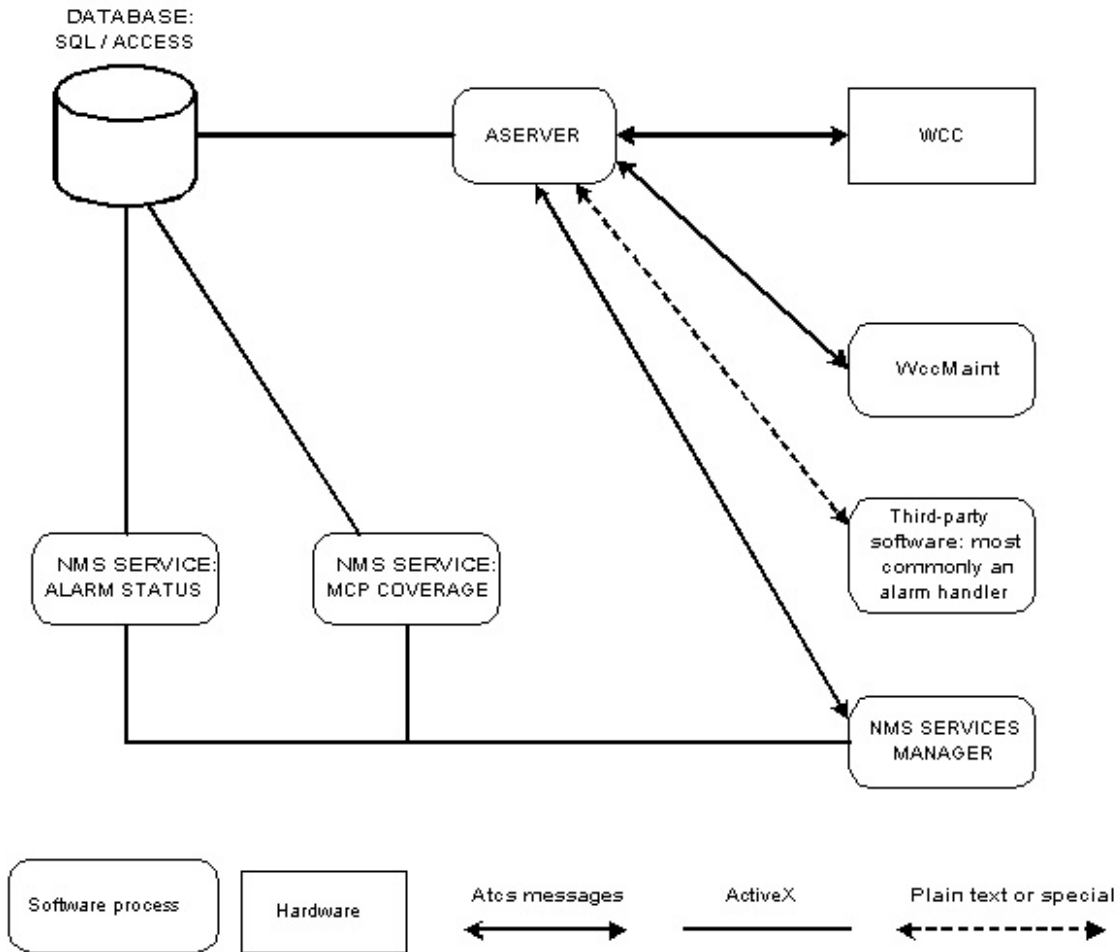 DATABASE:
SQL / ACCESS
ASERVER
WCC
WccMaint
Third-party
software: most
commonly an
alarm handler
NMS SERVICE:
ALARM STATUS
NMS SERVICE:
MCP COVERAGE
NMS SERVICES
MANAGER
Software process
Hardware
Atcs messages
ActiveX
Plain text or special